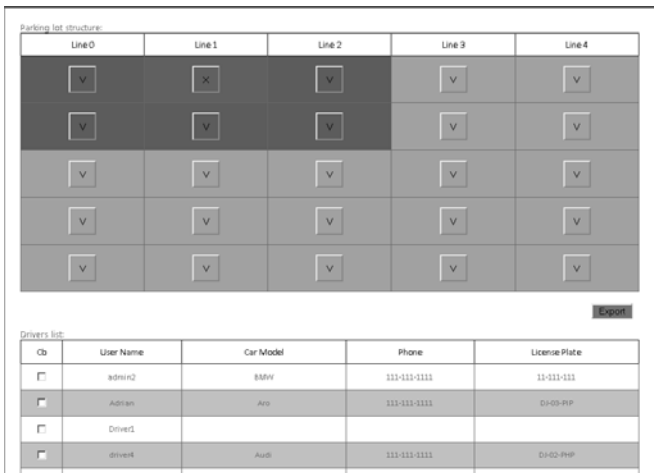 Parking lot structure:
Line 0 Line 1 Line 2 Line 3 Line 4
V X V V V
V V V V V
V V V V V
V V V V V
V V V V V
Export
Drivers list:
Cb User Name Car Model Phone License Plate
admin2 BMW 111-111-1111 11-111-111
Adrian Aro 111-111-1111 DJ-03-PIP
Driver1
driver4 Audi 111-111-1111 DJ-02-PHP